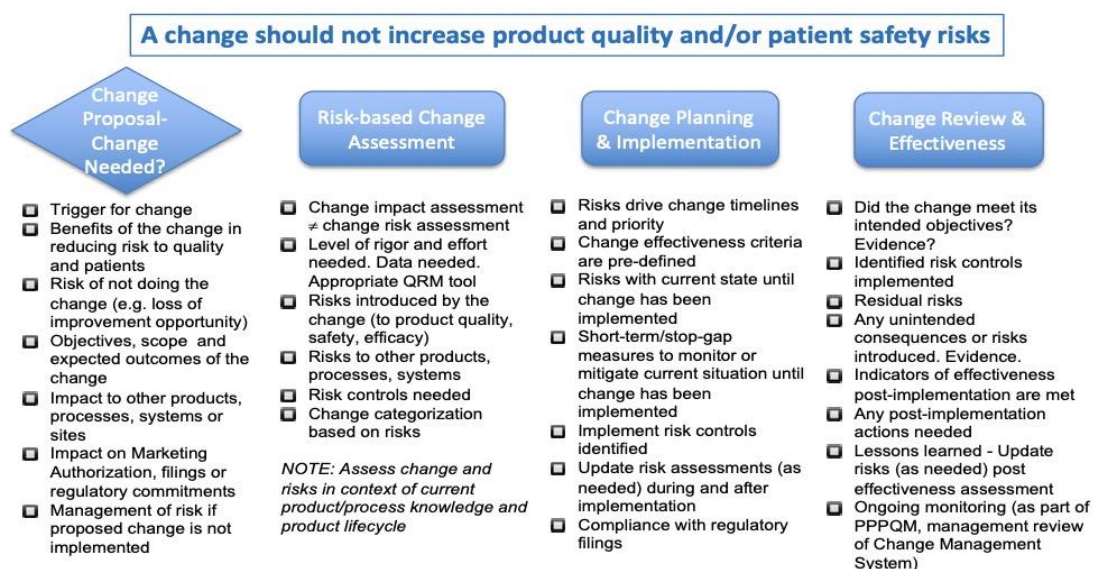 A change should not increase product quality and/or patient safety risks
Change
Proposal-
Change
Needed?
Trigger for change
Benefits of the change in
reducing risk to quality
and patients
Risk of not doing the
change (e.g. loss of
improvement opportunity)
Objectives, scope and
expected outcomes of the
change
Impact to other products,
processes, systems or
sites
Impact on Marketing
Authorization, filings or
regulatory commitments
Management of risk if
proposed change is not
implemented
Risk-based Change
Assessment
Change impact assessment
≠ change risk assessment
Level of rigor and effort
needed. Data needed.
Appropriate QRM tool
Risks introduced by the
change (to product quality,
safety, efficacy)
Risks to other products,
processes, systems
Risk controls needed
Change categorization
based on risks
NOTE: Assess change and
risks in context of current
product/process knowledge and
product lifecycle
Change Planning
& Implementation
Risks drive change timelines
and priority
Change effectiveness criteria
are pre-defined
Risks with current state until
change has been
implemented
Short-term/stop-gap
measures to monitor or
mitigate current situation until
change has been
implemented
Implement risk controls
identified
Update risk assessments (as
needed) during and after
implementation
Compliance with regulatory
filings
Change Review &
Effectiveness
Did the change meet its
intended objectives?
Evidence?
Identified risk controls
implemented
Residual risks
Any unintended
consequences or risks
introduced. Evidence.
Indicators of effectiveness
post-implementation are met
Any post-implementation
actions needed
Lessons learned - Update
risks (as needed) post
effectiveness assessment
Ongoing monitoring (as part of
PPPQM, management review
of Change Management
System)